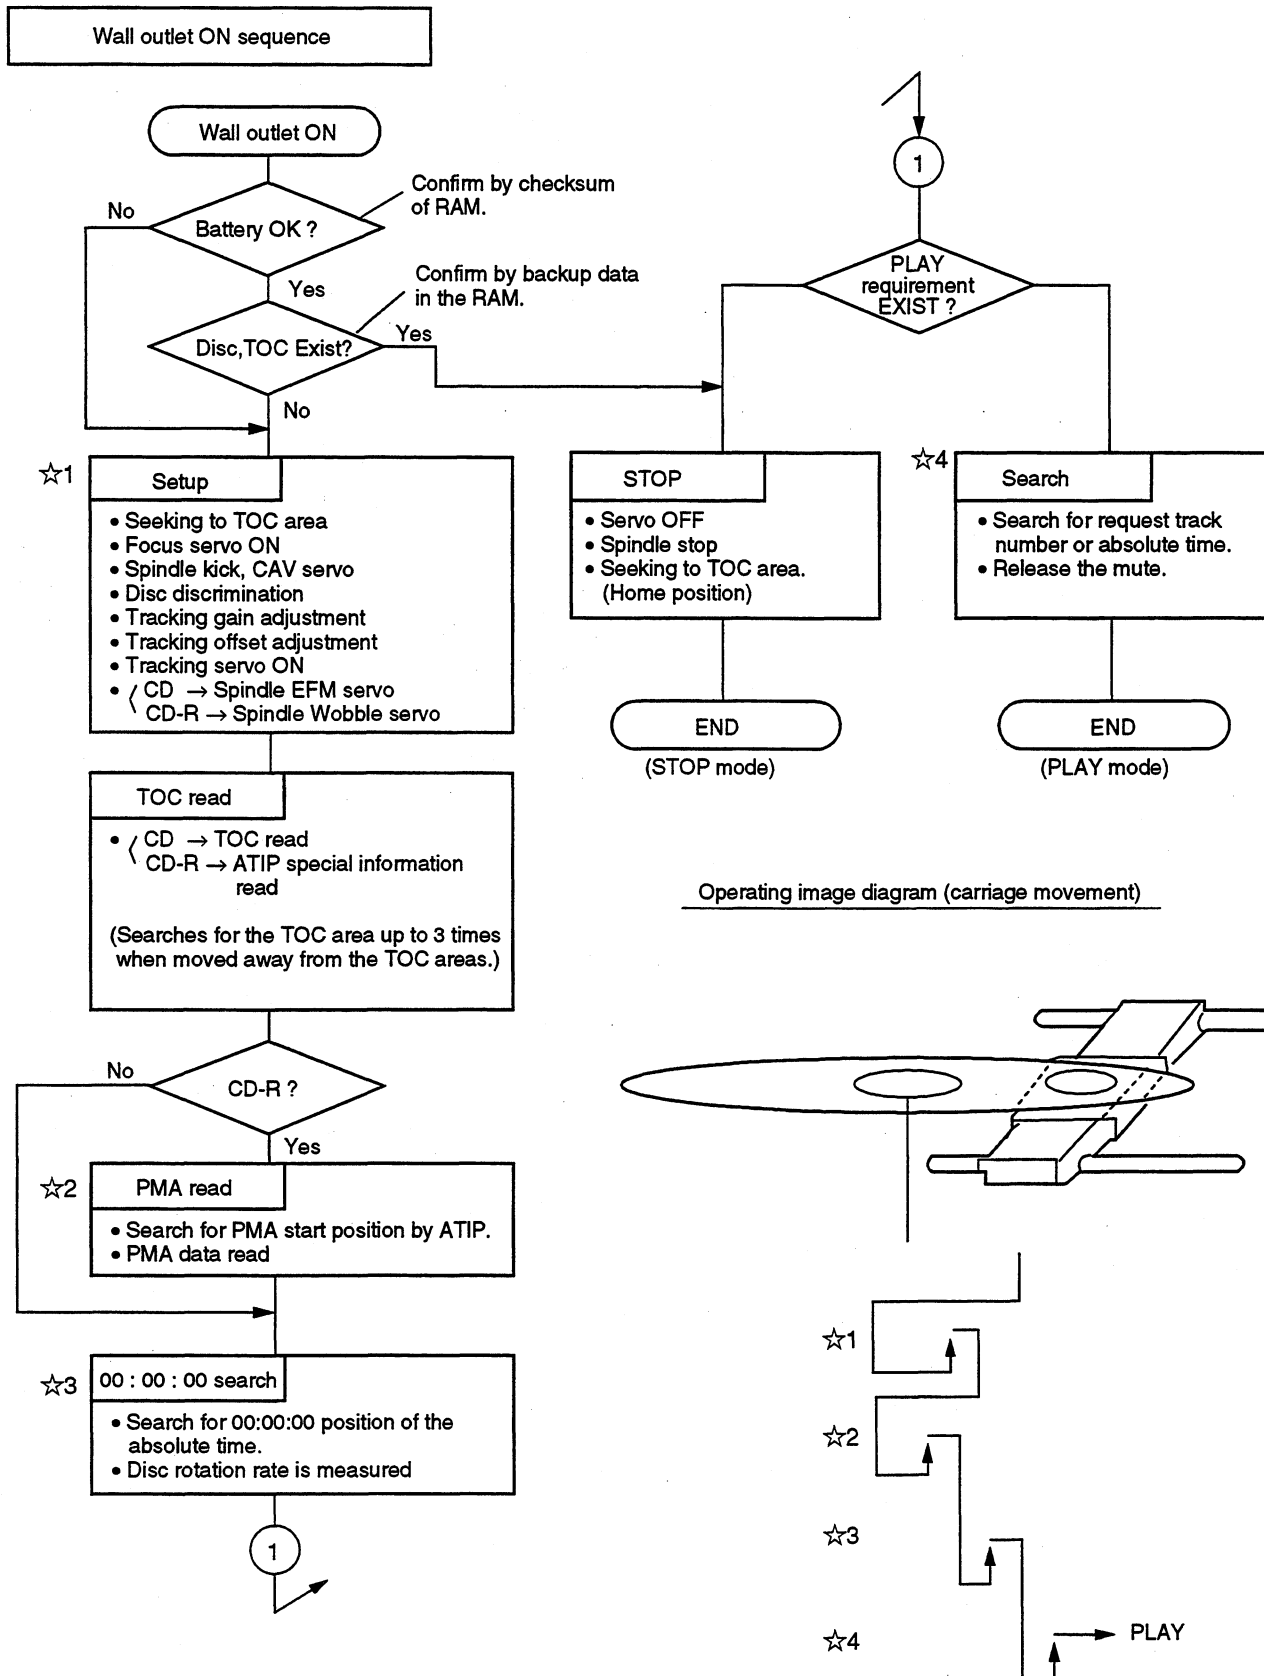 Wall outlet ON sequence
Wall outlet ON
Confirm by checksum
of RAM.
No
Battery OK ?
Yes
Confirm by backup data
in the RAM.
Yes
Disc,TOC Exist?
No
☆1
Setup
• Seeking to TOC area
• Focus servo ON
• Spindle kick, CAV servo
• Disc discrimination
• Tracking gain adjustment
• Tracking offset adjustment
• Tracking servo ON
• CD → Spindle EFM servo
CD-R → Spindle Wobble servo
TOC read
• CD → TOC read
CD-R → ATIP special information
read
(Searches for the TOC area up to 3 times
when moved away from the TOC areas.)
No
CD-R ?
Yes
☆2
PMA read
• Search for PMA start position by ATIP.
• PMA data read
☆3
00 : 00 : 00 search
• Search for 00:00:00 position of the
absolute time.
• Disc rotation rate is measured
1
1
PLAY
requirement
EXIST ?
STOP
• Servo OFF
• Spindle stop
• Seeking to TOC area.
(Home position)
END
(STOP mode)
☆4
Search
• Search for request track
number or absolute time.
• Release the mute.
END
(PLAY mode)
Operating image diagram (carriage movement)
☆1
☆2
☆3
☆4
PLAY